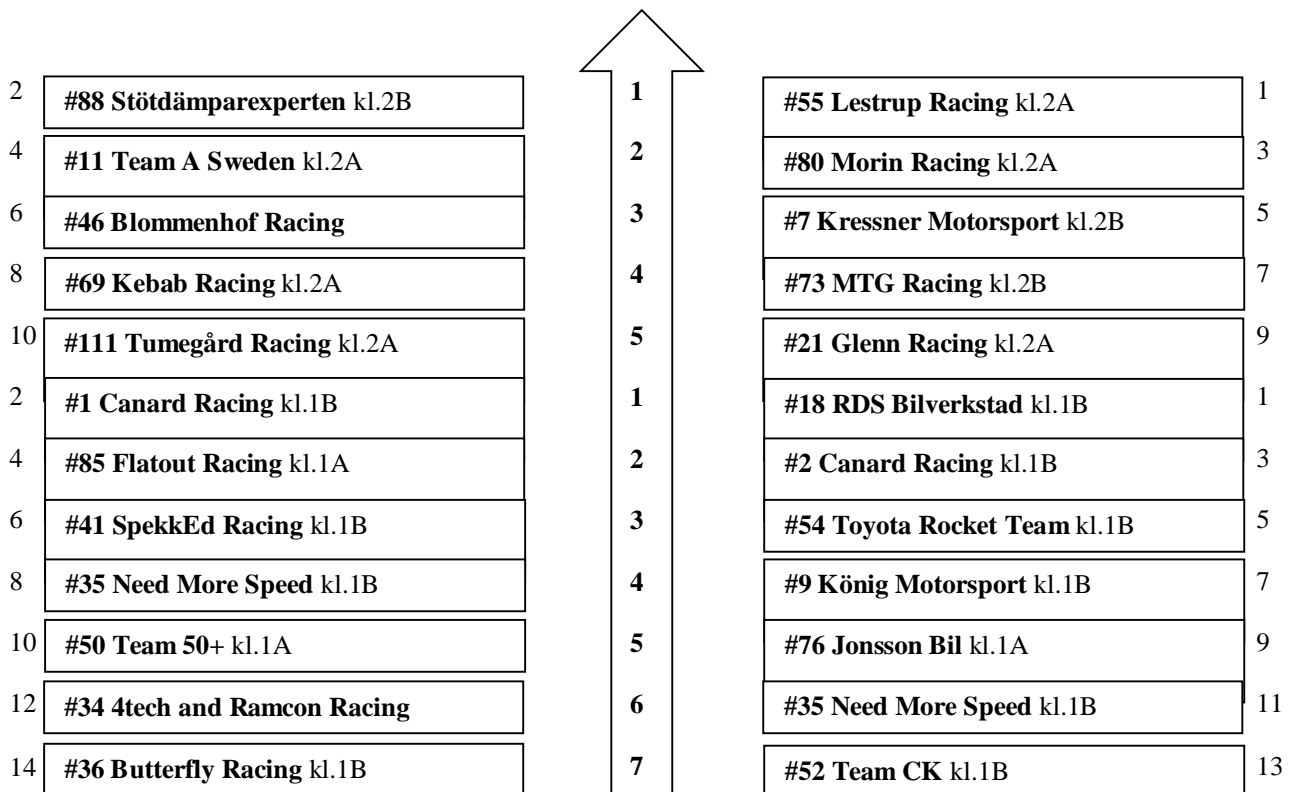 2 #88 Stötdämparexperten kl.2B 1 #55 Lestrup Racing kl.2A 1
4 #11 Team A Sweden kl.2A 2 #80 Morin Racing kl.2A 3
6 #46 Blommenhof Racing 3 #7 Kressner Motorsport kl.2B 5
8 #69 Kebab Racing kl.2A 4 #73 MTG Racing kl.2B 7
10 #111 Tumegård Racing kl.2A 5 #21 Glenn Racing kl.2A 9
2 #1 Canard Racing kl.1B 1 #18 RDS Bilverkstad kl.1B 1
4 #85 Flatout Racing kl.1A 2 #2 Canard Racing kl.1B 3
6 #41 SpekkEd Racing kl.1B 3 #54 Toyota Rocket Team kl.1B 5
8 #35 Need More Speed kl.1B 4 #9 König Motorsport kl.1B 7
10 #50 Team 50+ kl.1A 5 #76 Jonsson Bil kl.1A 9
12 #34 4tech and Ramcon Racing 6 #35 Need More Speed kl.1B 11
14 #36 Butterfly Racing kl.1B 7 #52 Team CK kl.1B 13